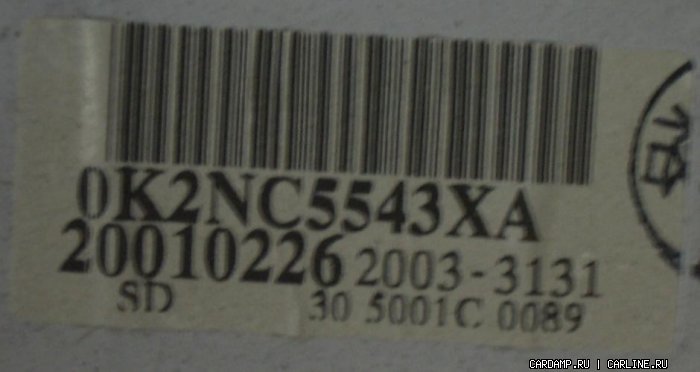 0K2NC5543XA
20010226 2003-3131
SD 30 5001C 0089
CARDAMP.RU | CARLINE.RU